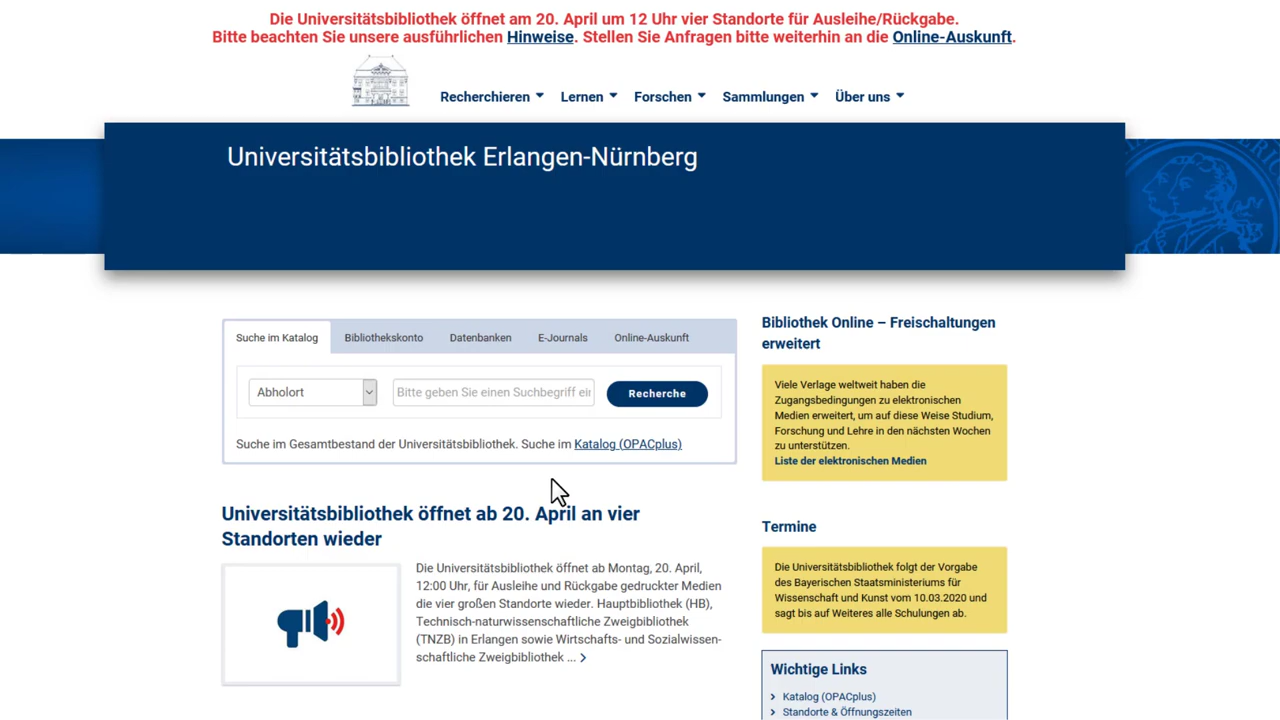 Die Universitätsbibliothek öffnet am 20. April um 12 Uhr vier Standorte für Ausleihe/Rückgabe.
Bitte beachten Sie unsere ausführlichen Hinweise. Stellen Sie Anfragen bitte weiterhin an die Online-Auskunft.
Recherchieren Lernen Forschen Sammlungen Über uns
Universitätsbibliothek Erlangen-Nürnberg
Suche im Katalog Bibliothekskonto Datenbanken E-Journals Online-Auskunft
Abholort Bitte geben Sie einen Suchbegriff ein Recherche
Suche im Gesamtbestand der Universitätsbibliothek. Suche im Katalog (OPACplus)
Universitätsbibliothek öffnet ab 20. April an vier
Standorten wieder
Die Universitätsbibliothek öffnet ab Montag, 20. April,
12:00 Uhr, für Ausleihe und Rückgabe gedruckter Medien
die vier großen Standorte wieder. Hauptbibliothek (HB),
Technisch-naturwissenschaftliche Zweigbibliothek
(TNZB) in Erlangen sowie Wirtschafts- und Sozialwissen-
schaftliche Zweigbibliothek ...
Bibliothek Online – Freischaltungen
erweitert
Viele Verlage weltweit haben die
Zugangsbedingungen zu elektronischen
Medien erweitert, um auf diese Weise Studium,
Forschung und Lehre in den nächsten Wochen
zu unterstützen.
Liste der elektronischen Medien
Termine
Die Universitätsbibliothek folgt der Vorgabe
des Bayerischen Staatsministeriums für
Wissenschaft und Kunst vom 10.03.2020 und
sagt bis auf Weiteres alle Schulungen ab.
Wichtige Links
Katalog (OPACplus)
Standorte & Öffnungszeiten